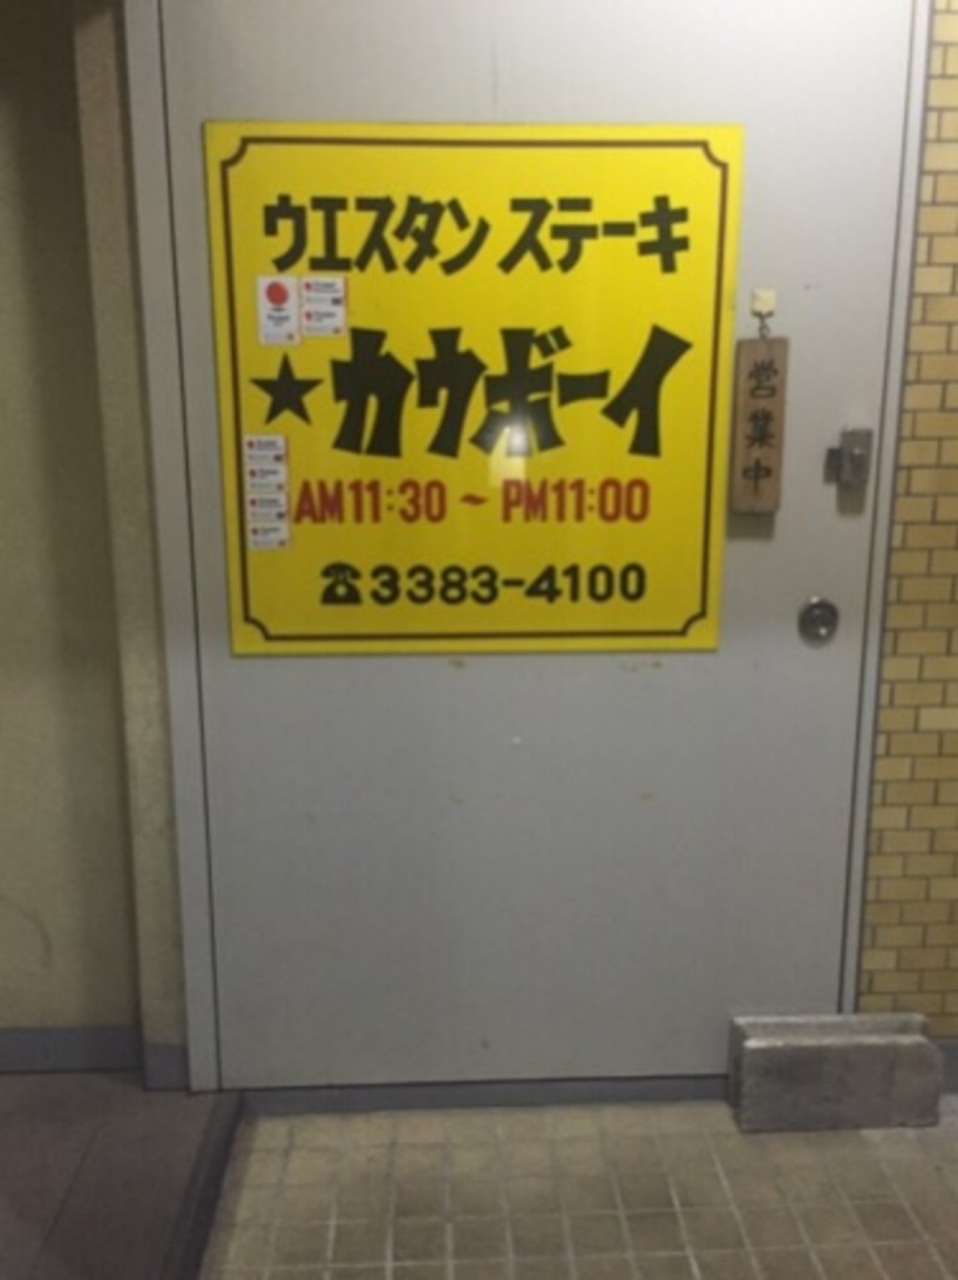 ウエスタン ステーキ
★カウボーイ
AM11:30 ~ PM11:00
☎3383-4100
営業中